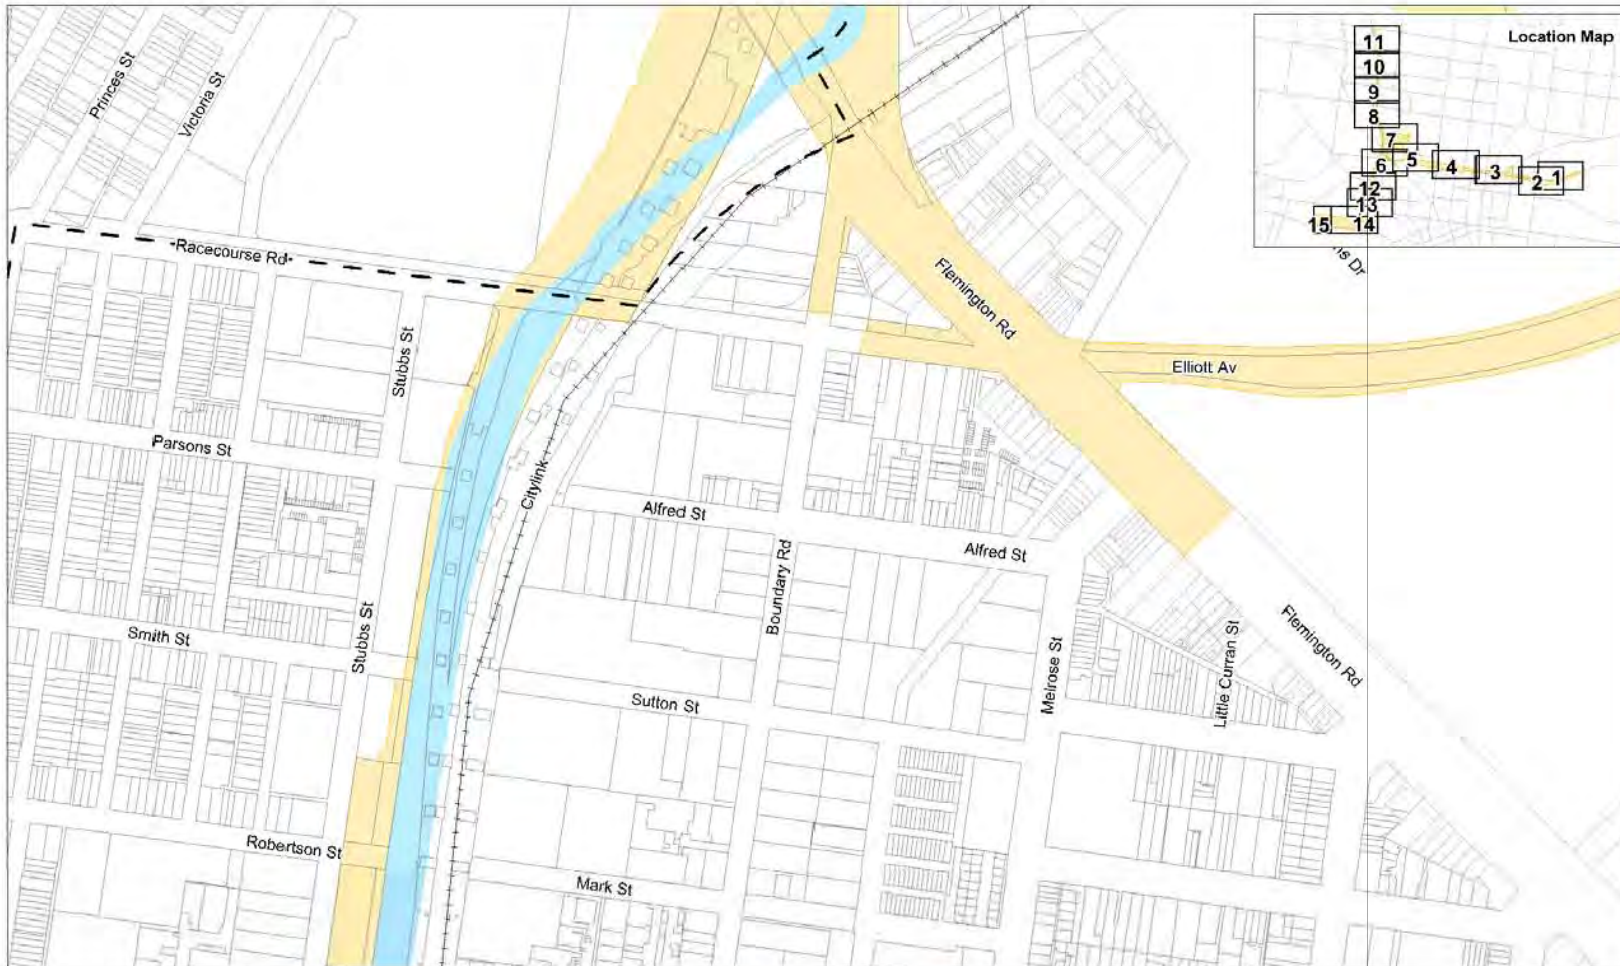 Location Map
11
10
9
8
7
6
5
4
3
2
1
12
13
15
14
ns Dr
Princes St
Victoria St
Racecourse Rd
Flemington Rd
Stubbs St
Elliott Av
Parsons St
Citylink
Alfred St
Alfred St
Boundary Rd
Smith St
Stubbs St
Melrose St
Little Curran St
Flemington Rd
Sutton St
Robertson St
Mark St